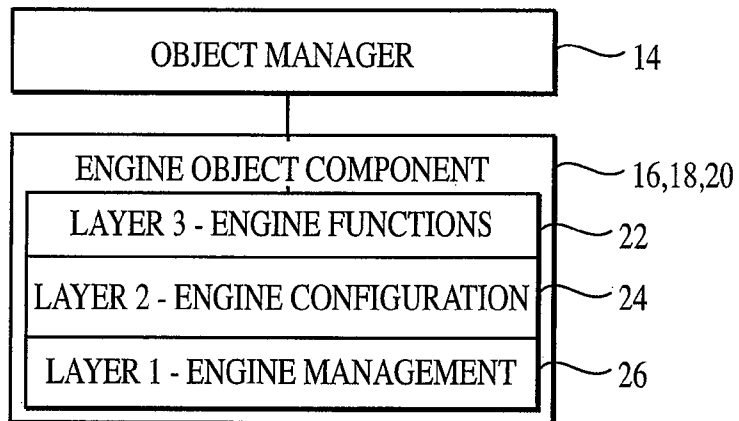 OBJECT MANAGER 14
ENGINE OBJECT COMPONENT 16,18,20
LAYER 3 - ENGINE FUNCTIONS 22
LAYER 2 - ENGINE CONFIGURATION 24
LAYER 1 - ENGINE MANAGEMENT 26